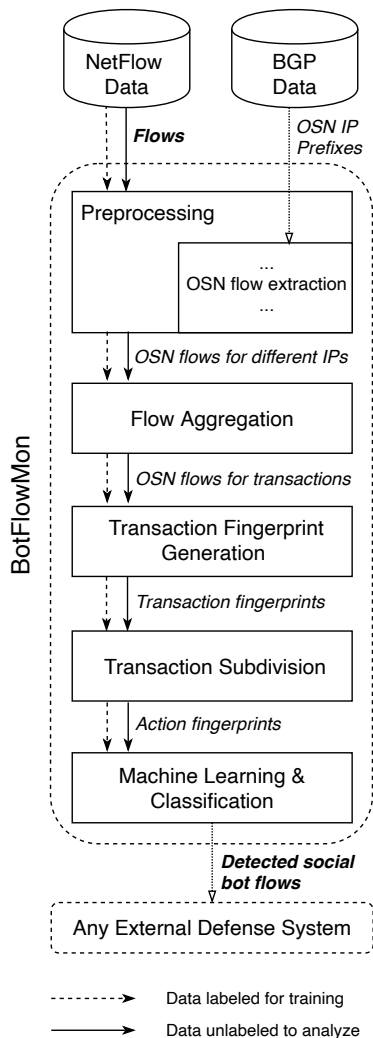 NetFlow
Data
BGP
Data
Flows
OSN IP
Prefixes
Preprocessing
...
OSN flow extraction
...
OSN flows for different IPs
Flow Aggregation
OSN flows for transactions
Transaction Fingerprint
Generation
Transaction fingerprints
Transaction Subdivision
Action fingerprints
Machine Learning &
Classification
BotFlowMon
Detected social
bot flows
Any External Defense System
Data labeled for training
Data unlabeled to analyze